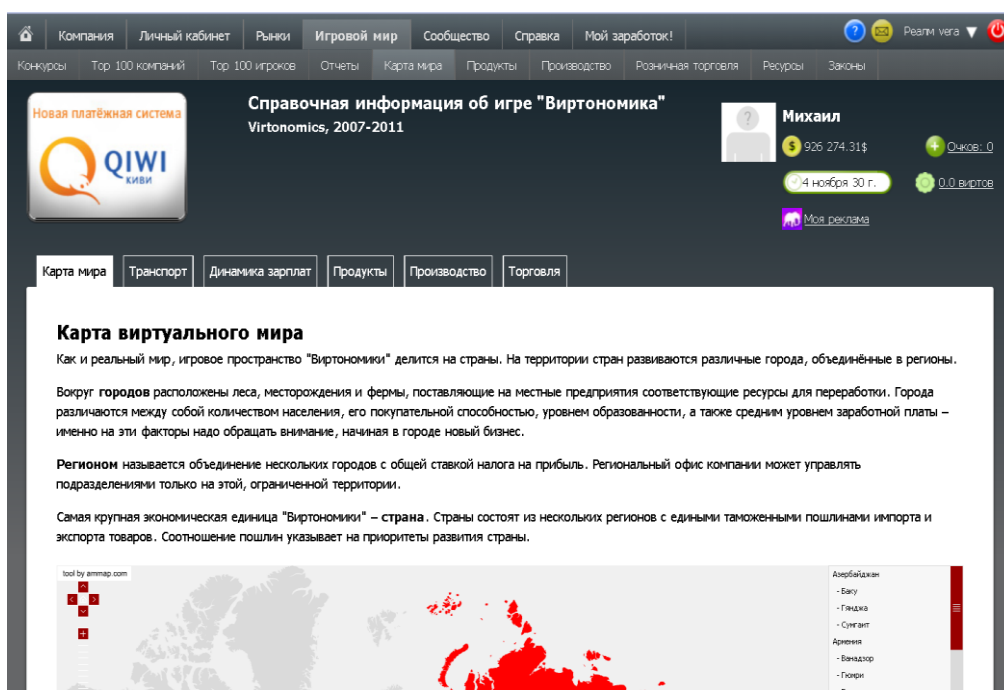 Компания Личный кабинет Рынки Игровой мир Сообщество Справка Мой заработок! Реалм vera
Конкурсы Top 100 компаний Top 100 игроков Отчеты Карта мира Продукты Производство Розничная торговля Ресурсы Законы
Новая платёжная система
QIWI
КИВИ
Справочная информация об игре "Виртономика"
Virtonomics, 2007-2011
Михаил
926 274.31$ Очков: 0
4 ноября 30 г. 0.0 виртов
Моя реклама
Карта мира Транспорт Динамика зарплат Продукты Производство Торговля
Карта виртуального мира
Как и реальный мир, игровое пространство "Виртономики" делится на страны. На территории стран развиваются различные города, объединённые в регионы.
Вокруг городов расположены леса, месторождения и фермы, поставляющие на местные предприятия соответствующие ресурсы для переработки. Города
различаются между собой количеством населения, его покупательной способностью, уровнем образованности, а также средним уровнем заработной платы –
именно на эти факторы надо обращать внимание, начиная в городе новый бизнес.
Регионом называется объединение нескольких городов с общей ставкой налога на прибыль. Региональный офис компании может управлять
подразделениями только на этой, ограниченной территории.
Самая крупная экономическая единица "Виртономики" – страна. Страны состоят из нескольких регионов с едиными таможенными пошлинами импорта и
экспорта товаров. Соотношение пошлин указывает на приоритеты развития страны.
tool by ammap.com
Азербайджан
- Баку
- Гянджа
- Сумгаит
Армения
- Ванадзор
- Гюмри